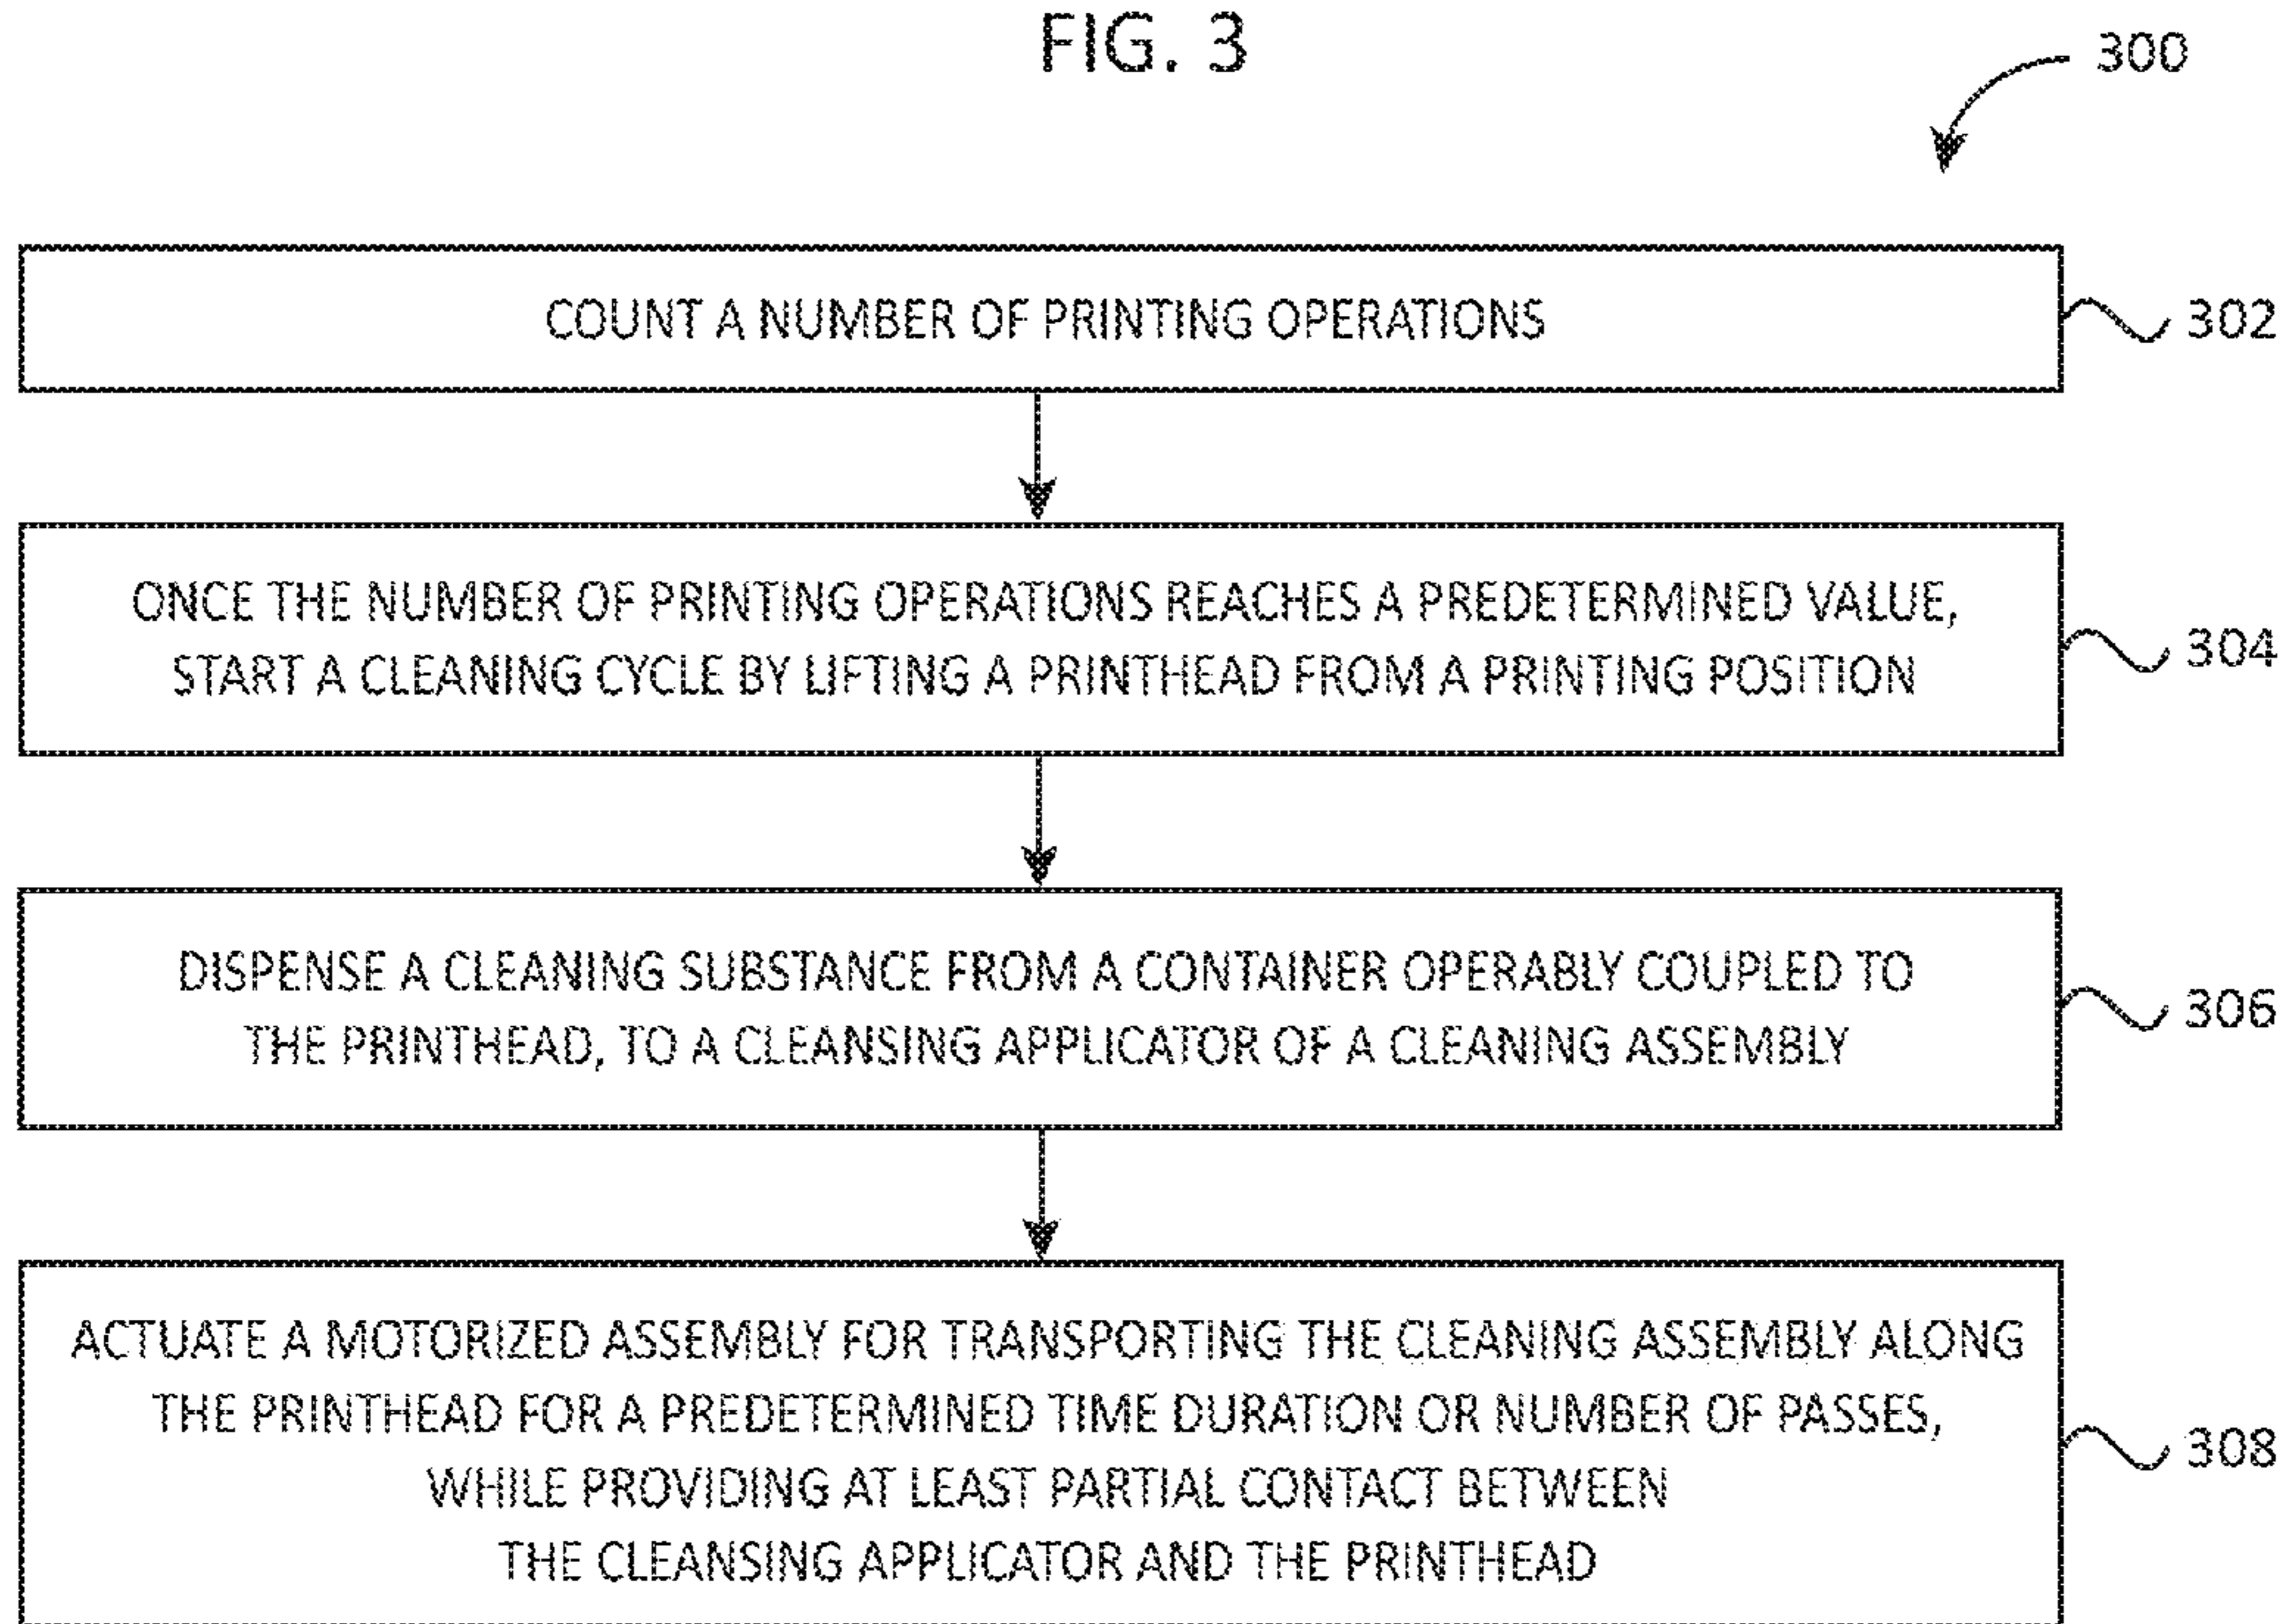 FIG. 3
300
COUNT A NUMBER OF PRINTING OPERATIONS
302
ONCE THE NUMBER OF PRINTING OPERATIONS REACHES A PREDETERMINED VALUE,
START A CLEANING CYCLE BY LIFTING A PRINTHEAD FROM A PRINTING POSITION
304
DISPENSE A CLEANING SUBSTANCE FROM A CONTAINER OPERABLY COUPLED TO
THE PRINTHEAD, TO A CLEANSING APPLICATOR OF A CLEANING ASSEMBLY
306
ACTUATE A MOTORIZED ASSEMBLY FOR TRANSPORTING THE CLEANING ASSEMBLY ALONG
THE PRINTHEAD FOR A PREDETERMINED TIME DURATION OR NUMBER OF PASSES,
WHILE PROVIDING AT LEAST PARTIAL CONTACT BETWEEN
THE CLEANSING APPLICATOR AND THE PRINTHEAD
308